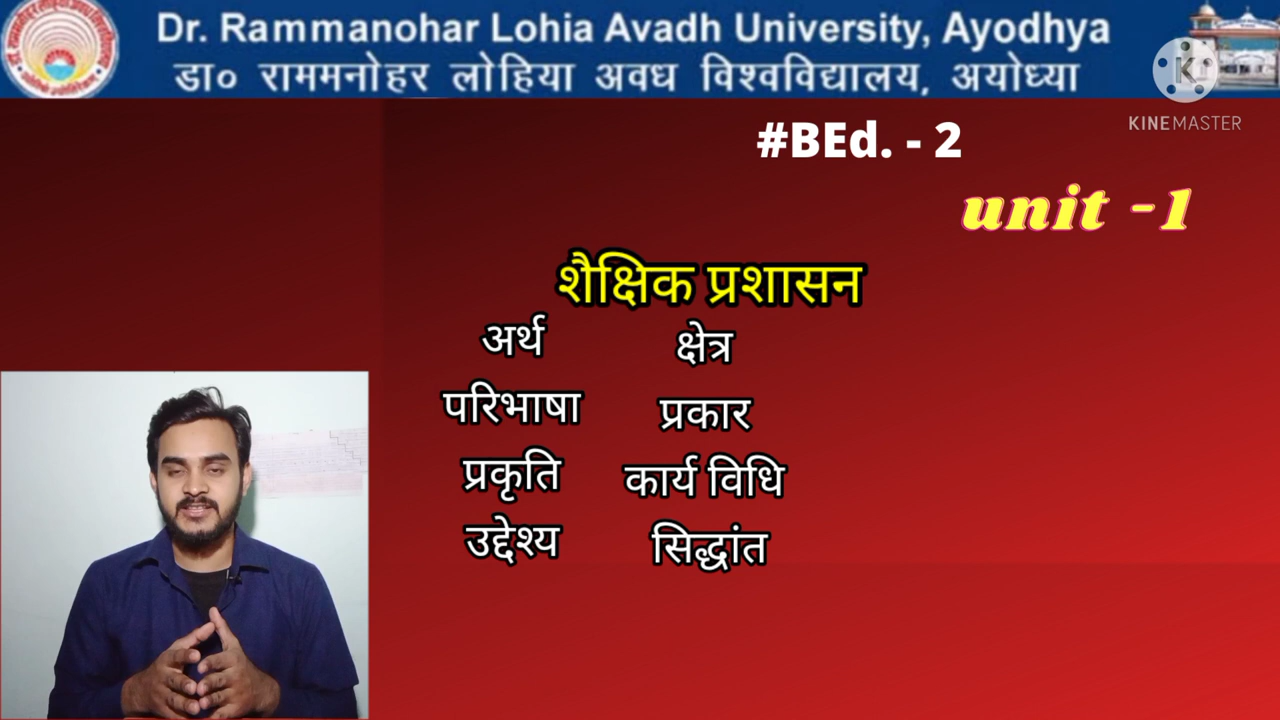 Dr. Rammanohar Lohia Avadh University, Ayodhya
डा० राममनोहर लोहिया अवध विश्वविद्यालय, अयोध्या
K
KINEMASTER
#BEd. - 2
unit -1
शैक्षिक प्रशासन
अर्थ
परिभाषा
प्रकृति
उद्देश्य
क्षेत्र
प्रकार
कार्य विधि
सिद्धांत